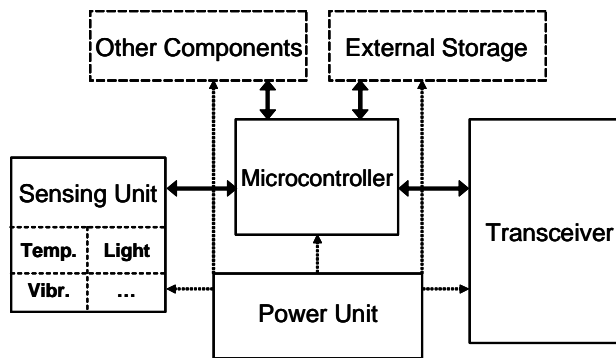 Other Components
External Storage
Microcontroller
Sensing Unit
Temp.
Light
Vibr.
...
Transceiver
Power Unit